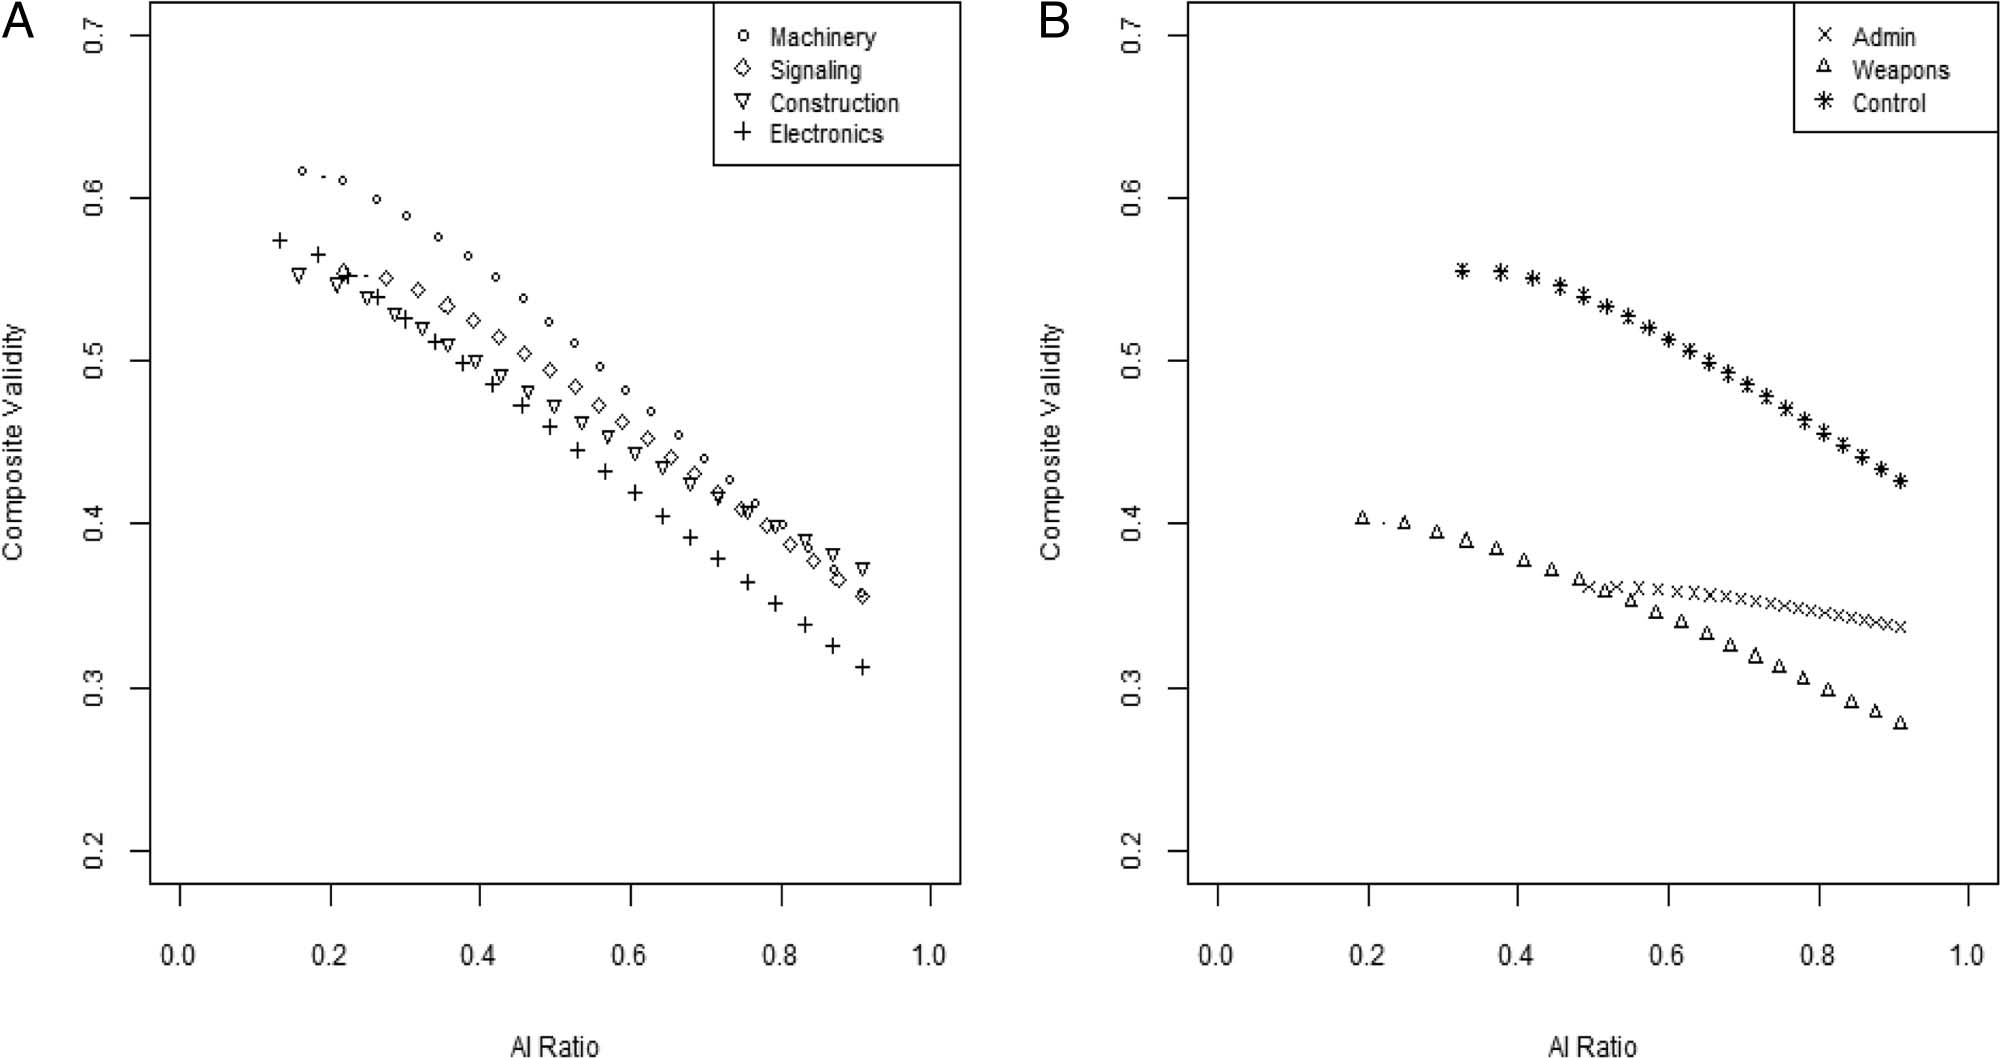 A
Composite Validity
0.7
0.6
0.5
0.4
0.3
0.2
Machinery
Signaling
Construction
Electronics
0.0 0.2 0.4 0.6 0.8 1.0
AI Ratio
B
Composite Validity
0.7
0.6
0.5
0.4
0.3
0.2
Admin
Weapons
Control
0.0 0.2 0.4 0.6 0.8 1.0
AI Ratio